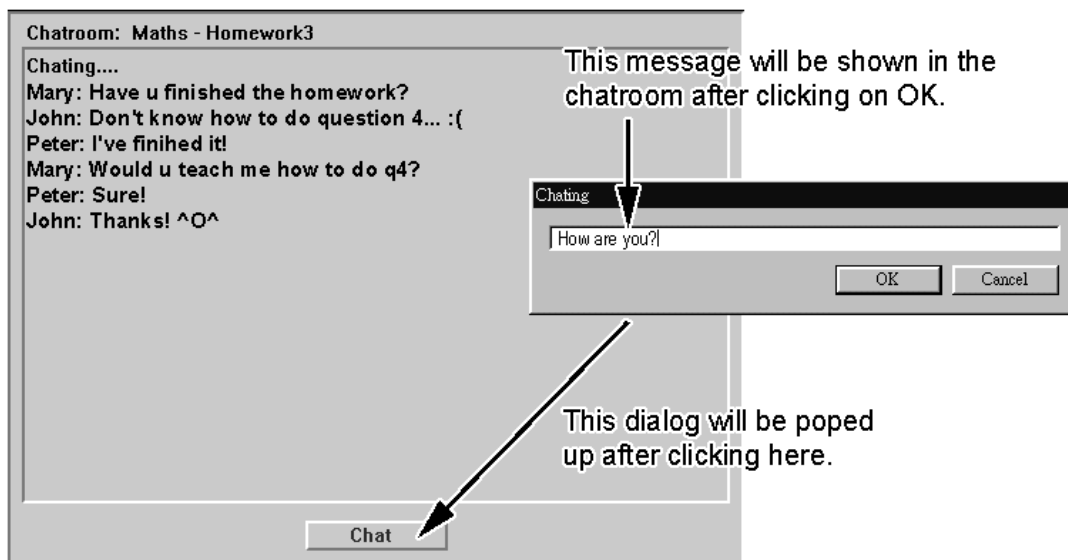 Chatroom: Maths - Homework3
Chating....
Mary: Have u finished the homework?
John: Don't know how to do question 4... :(
Peter: I've finihed it!
Mary: Would u teach me how to do q4?
Peter: Sure!
John: Thanks! ^O^
This message will be shown in the
chatroom after clicking on OK.
Chating
How are you?
OK Cancel
This dialog will be poped
up after clicking here.
Chat